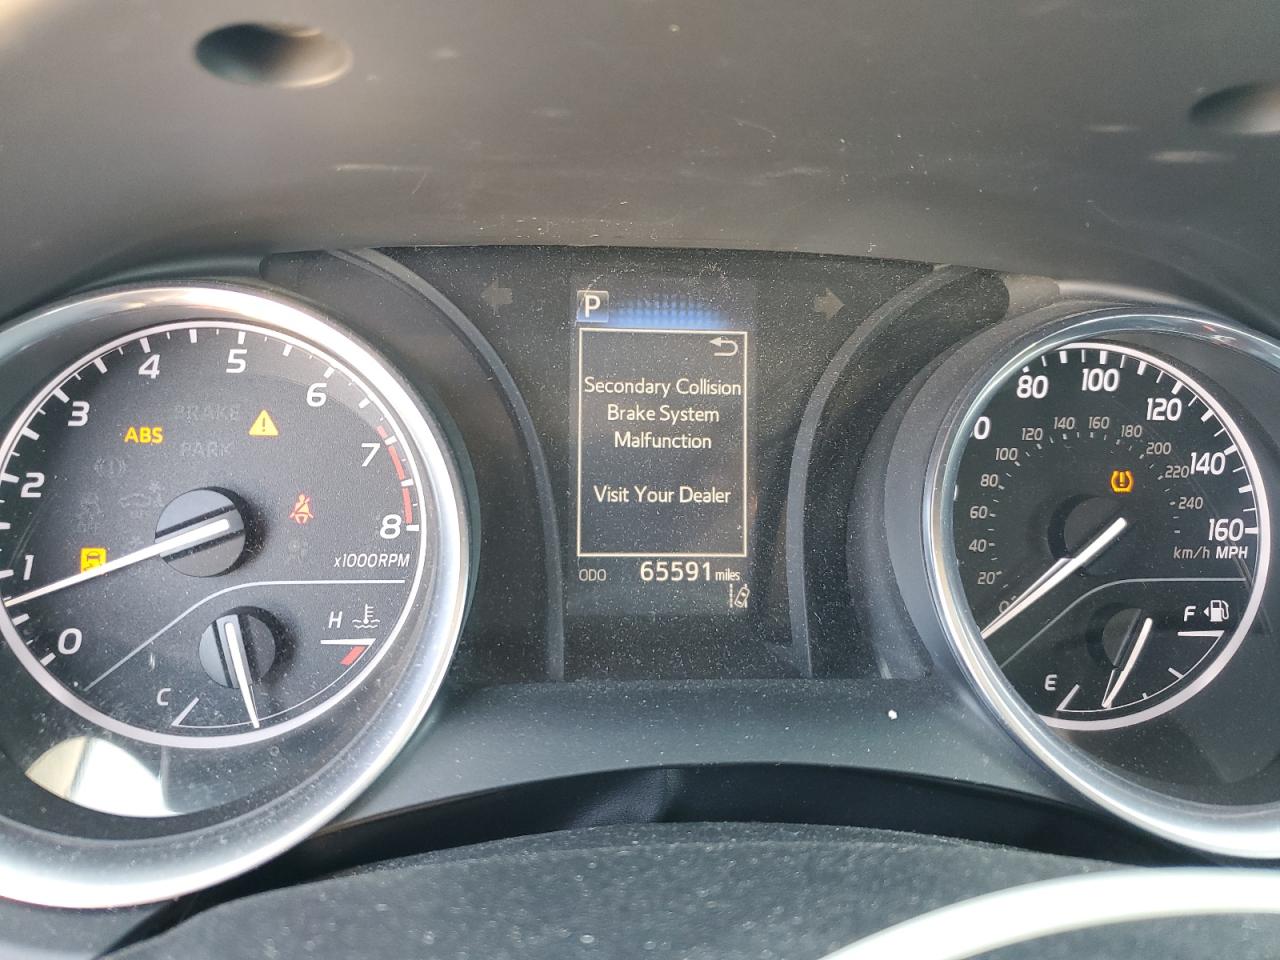 P
Secondary Collision
Brake System
Malfunction
Visit Your Dealer
ODO 65591 miles
0
1
2
3
4
5
6
7
8
x1000RPM
BRAKE
ABS
PARK
H
C
80
100
120
140
160
km/h MPH
20
40
60
80
100
120
140
160
180
200
220
240
F
E